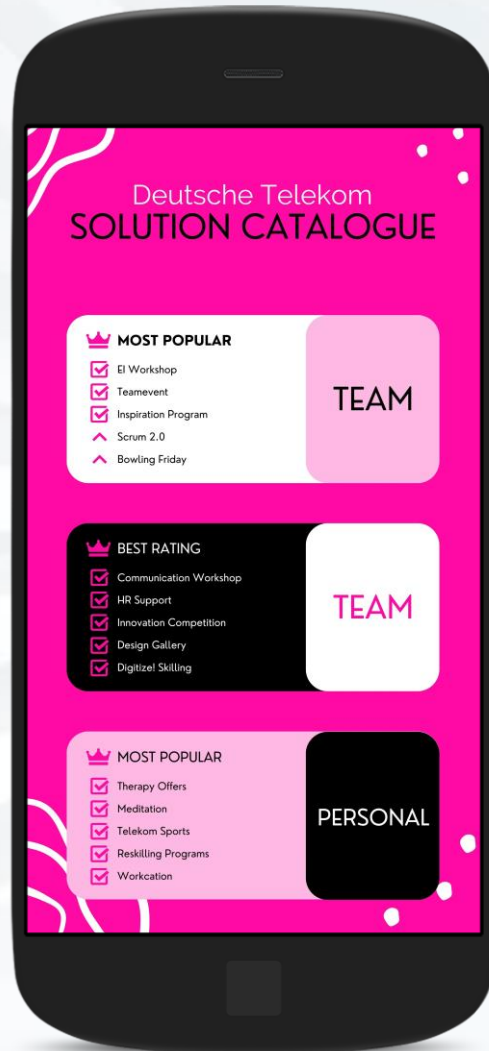 Deutsche Telekom
SOLUTION CATALOGUE
MOST POPULAR
EI Workshop
Teamevent
Inspiration Program
Scrum 2.0
Bowling Friday
TEAM
BEST RATING
Communication Workshop
HR Support
Innovation Competition
Design Gallery
Digitize! Skilling
TEAM
MOST POPULAR
Therapy Offers
Meditation
Telekom Sports
Reskilling Programs
Workcation
PERSONAL